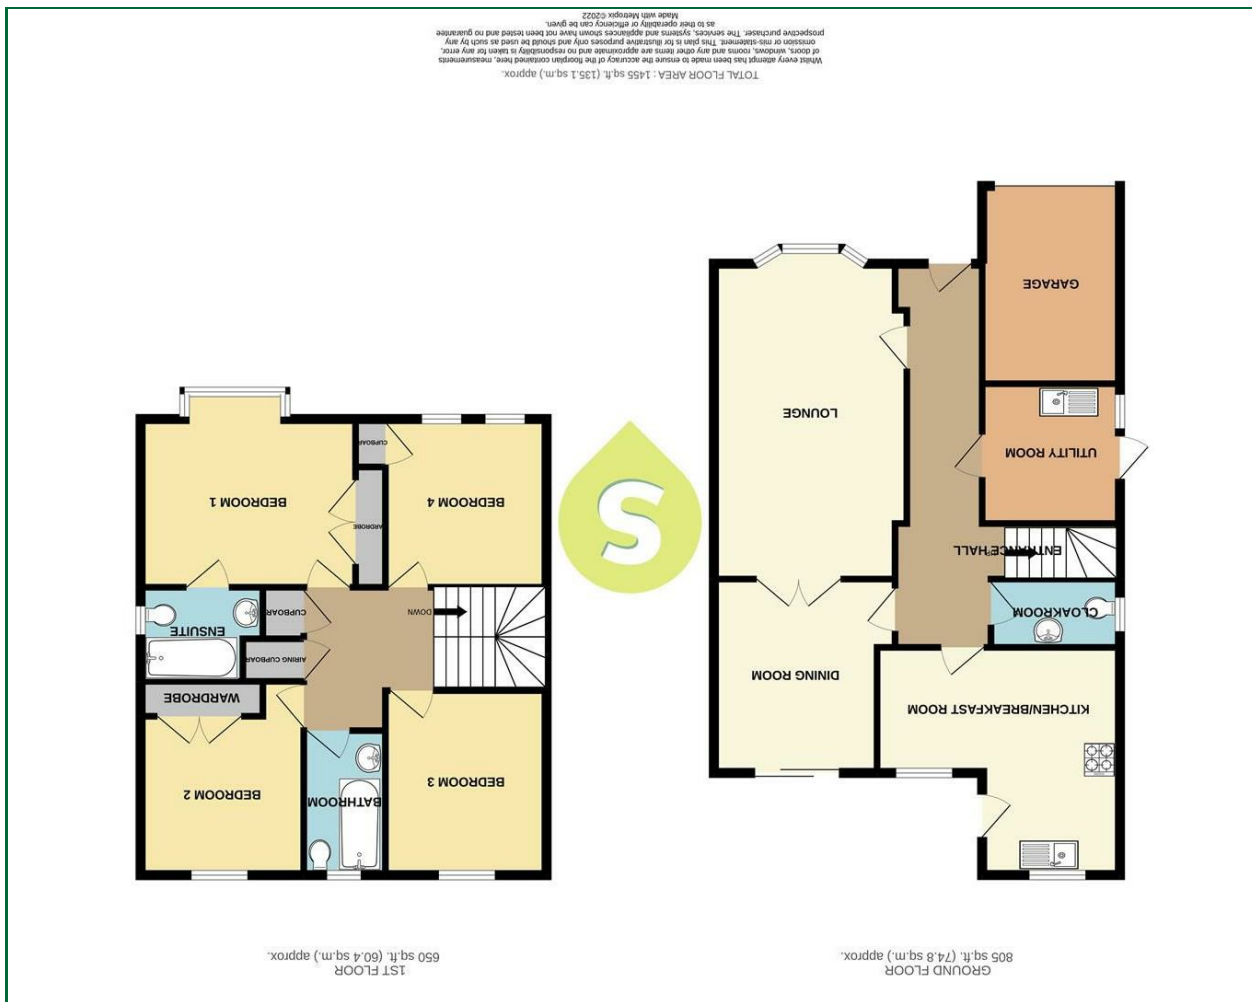 GROUND FLOOR
805 sq.ft. (74.8 sq.m.) approx.
1ST FLOOR
650 sq.ft. (60.4 sq.m.) approx.
KITCHEN/BREAKFAST ROOM
DINING ROOM
CLOAKROOM
ENTRANCE HALL
UP
UTILITY ROOM
LOUNGE
GARAGE
BEDROOM 3
BATHROOM
BEDROOM 2
WARDROBE
AIRING CUPBOARD
ENSUITE
CUPBOARD
DOWN
BEDROOM 4
WARDROBE
BEDROOM 1
CUPBOARD
S
TOTAL FLOOR AREA : 1455 sq.ft. (135.1 sq.m.) approx.
Whilst every attempt has been made to ensure the accuracy of the floorplan contained here, measurements
of doors, windows, rooms and any other items are approximate and no responsibility is taken for any error,
omission or mis-statement. This plan is for illustrative purposes only and should be used as such by any
prospective purchaser. The services, systems and appliances shown have not been tested and no guarantee
as to their operability or efficiency can be given.
Made with Metropix ©2022